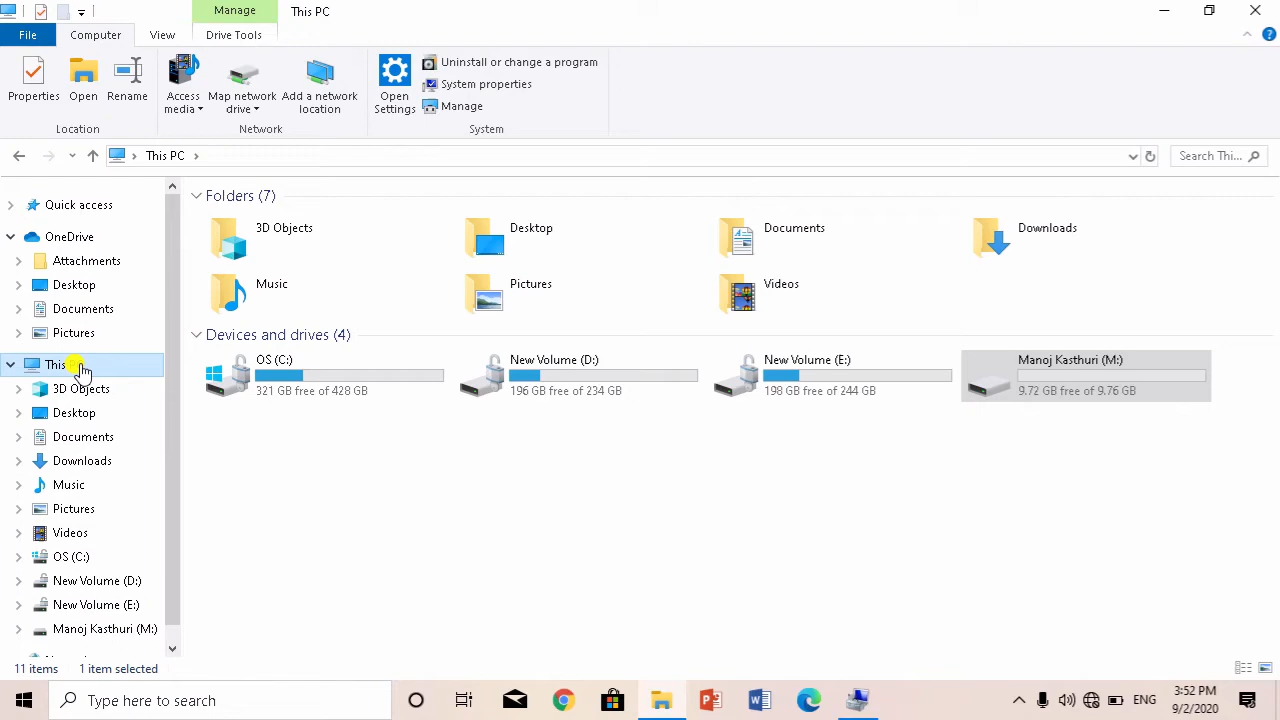 Manage
This PC
File
Computer
View
Drive Tools
Properties
Open
Rename
Access media
Map network drive
Add a network location
Open Settings
Uninstall or change a program
System properties
Manage
Location
Network
System
This PC
Search Thi...
Quick access
OneDrive
Attachments
Desktop
Documents
Pictures
This
3D Objects
Desktop
Documents
Downloads
Music
Pictures
Videos
OS (C:)
New Volume (D:)
New Volume (E:)
Manoj Kasthuri (M:)
Folders (7)
3D Objects
Desktop
Documents
Downloads
Music
Pictures
Videos
Devices and drives (4)
OS (C:)
321 GB free of 428 GB
New Volume (D:)
196 GB free of 234 GB
New Volume (E:)
198 GB free of 244 GB
Manoj Kasthuri (M:)
9.72 GB free of 9.76 GB
11 items
1 item selected
Type here to search
ENG
3:52 PM
9/2/2020